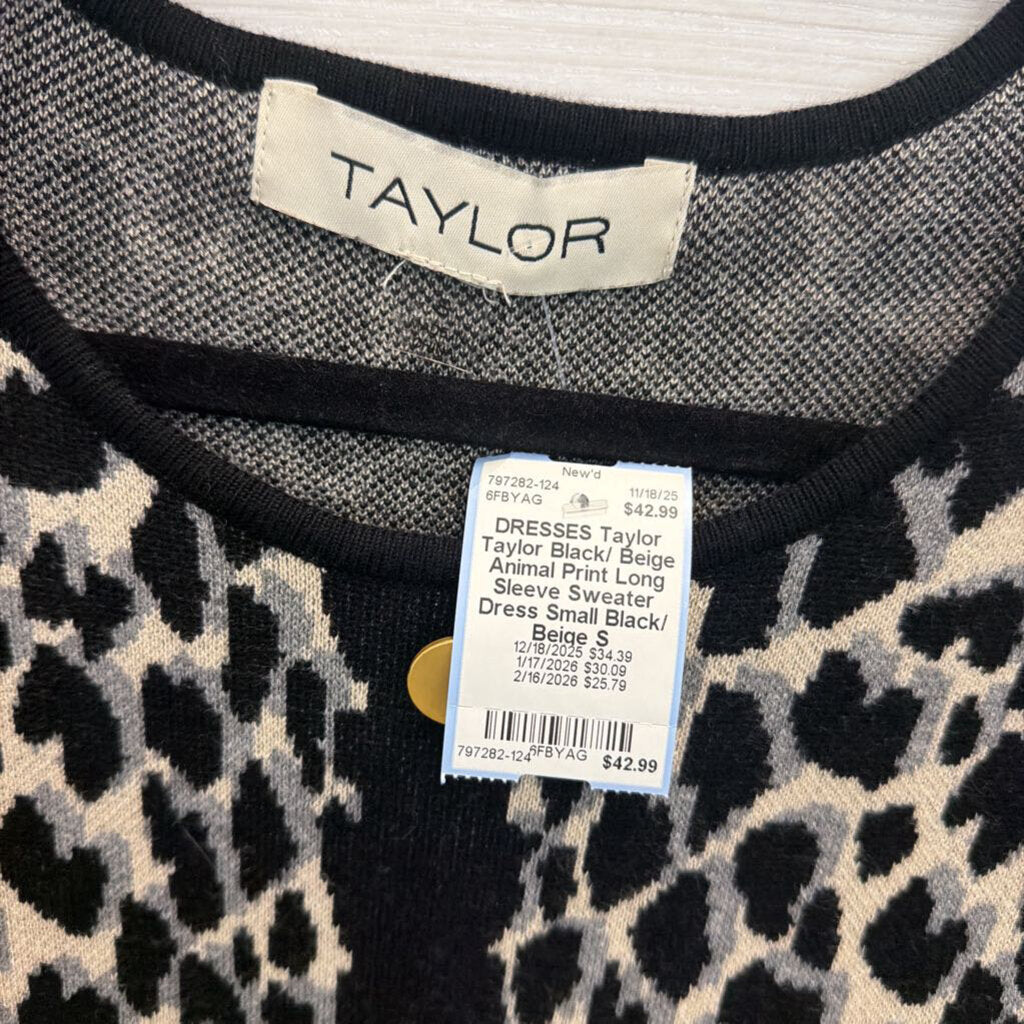 TAYLOR
New'd
797282-124 11/18/25
6FBYAG $42.99
DRESSES Taylor
Taylor Black/ Beige
Animal Print Long
Sleeve Sweater
Dress Small Black/
Beige S
12/18/2025 $34.39
1/17/2026 $30.09
2/16/2026 $25.79
797282-124 6FBYAG $42.99